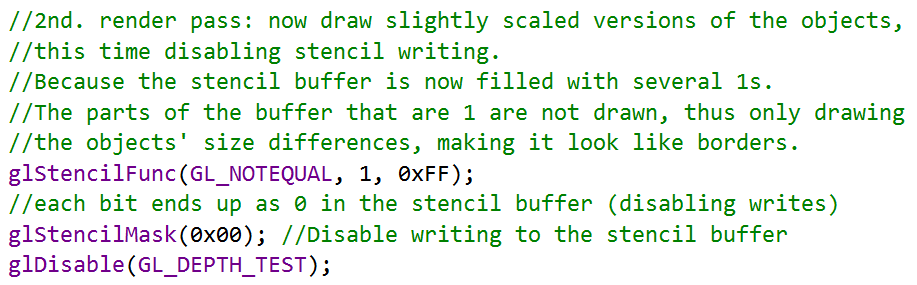 //2nd. render pass: now draw slightly scaled versions of the objects,
//this time disabling stencil writing.
//Because the stencil buffer is now filled with several 1s.
//The parts of the buffer that are 1 are not drawn, thus only drawing
//the objects' size differences, making it look like borders.
glStencilFunc(GL_NOTEQUAL, 1, 0xFF);
//each bit ends up as 0 in the stencil buffer (disabling writes)
glStencilMask(0x00); //Disable writing to the stencil buffer
glDisable(GL_DEPTH_TEST);